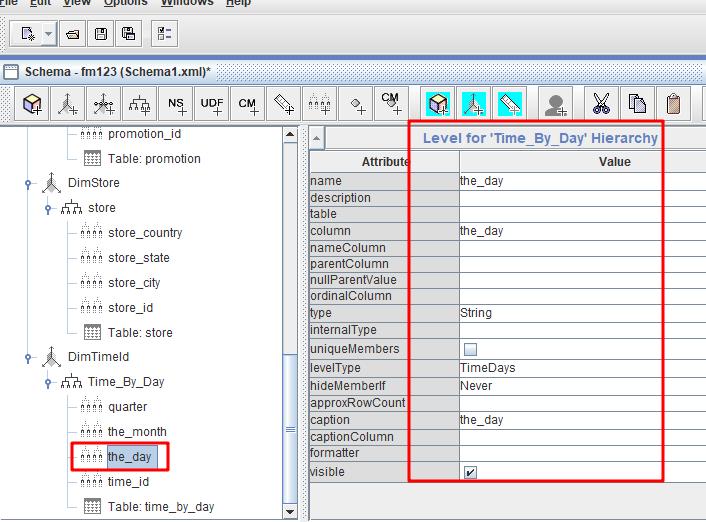 File Edit View Options Windows Help
Schema - fm123 (Schema1.xml)*
NS UDF CM CM
promotion_id
Table: promotion
DimStore
store
store_country
store_state
store_city
store_id
Table: store
DimTimeId
Time_By_Day
quarter
the_month
the_day
time_id
Table: time_by_day
Level for 'Time_By_Day' Hierarchy
Attribute Value
name the_day
description
table
column the_day
nameColumn
parentColumn
nullParentValue
ordinalColumn
type String
internalType
uniqueMembers
levelType TimeDays
hideMemberIf Never
approxRowCount
caption the_day
captionColumn
formatter
visible